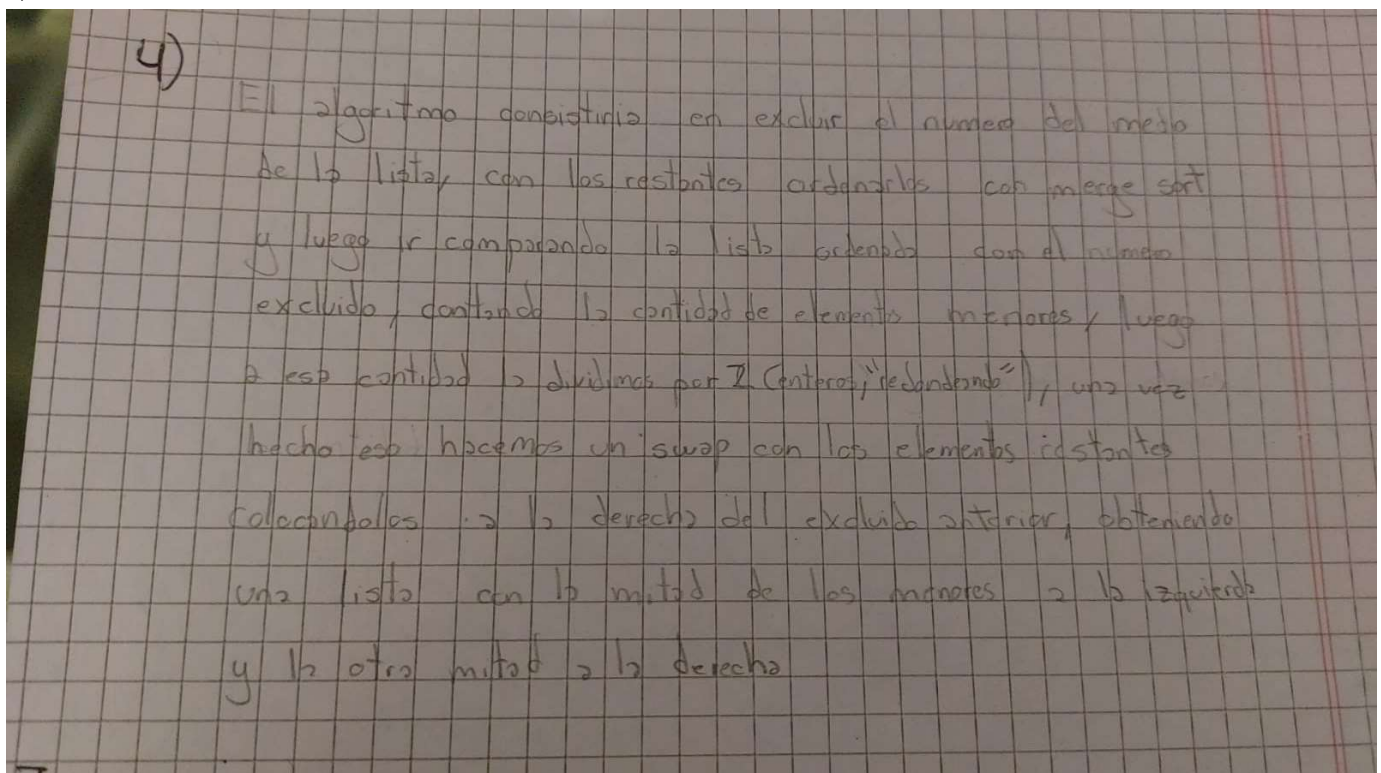 4)
El algoritmo consistiria en excluir el numero del medio
de la lista, con los restantes ordenarlos con merge sort
y luego ir comparando la lista ordenada con el numero
excluido, contando la cantidad de elementos menores, luego
a esa cantidad la dividimos por 2 (enteros, "redondeando"), una vez
hecho eso hacemos un swap con los elementos restantes
colocandolos a la derecha del excluido anterior, obteniendo
una lista con la mitad de los menores a la izquierda
y la otra mitad a la derecha